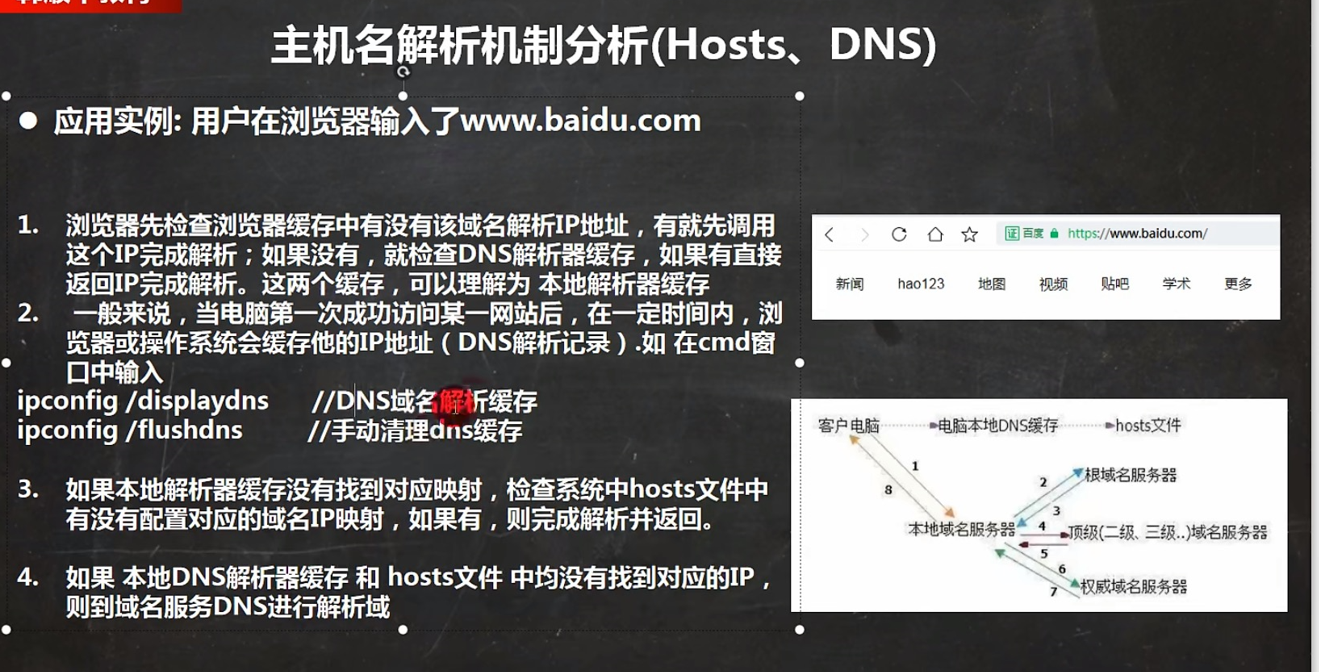 主机名解析机制分析(Hosts、DNS)
● 应用实例: 用户在浏览器输入了www.baidu.com
1. 浏览器先检查浏览器缓存中有没有该域名解析IP地址，有就先调用
这个IP完成解析；如果没有，就检查DNS解析器缓存，如果有直接
返回IP完成解析。这两个缓存，可以理解为 本地解析器缓存
2. 一般来说，当电脑第一次成功访问某一网站后，在一定时间内，浏
览器或操作系统会缓存他的IP地址（DNS解析记录）.如 在cmd窗
口中输入
ipconfig /displaydns //DNS域名解析缓存
ipconfig /flushdns //手动清理dns缓存
3. 如果本地解析器缓存没有找到对应映射，检查系统中hosts文件中
有没有配置对应的域名IP映射，如果有，则完成解析并返回。
4. 如果 本地DNS解析器缓存 和 hosts文件 中均没有找到对应的IP，
则到域名服务DNS进行解析域
证 百度 https://www.baidu.com/
新闻 hao123 地图 视频 贴吧 学术 更多
客户电脑 电脑本地DNS缓存 hosts文件
1
8
2
根域名服务器
3
本地域名服务器
4
顶级(二级、三级..)域名服务器
5
6
7
权威域名服务器